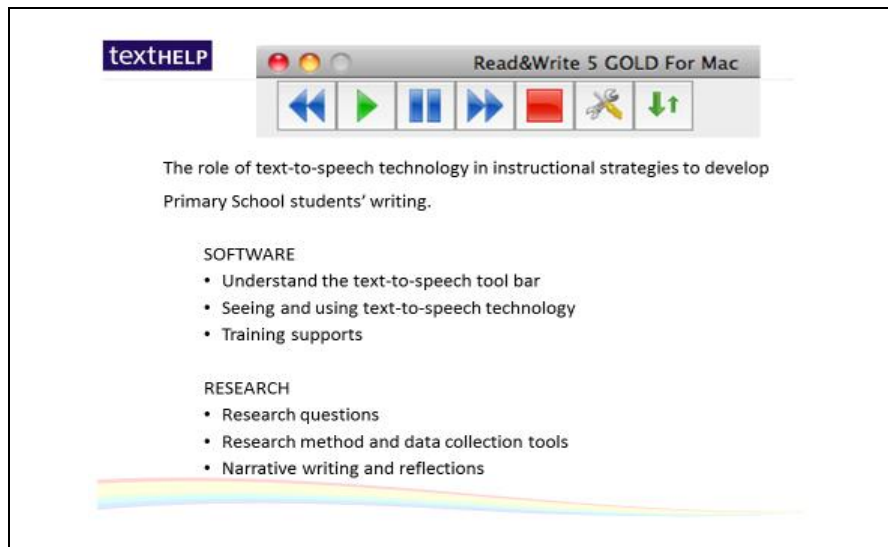 textHELP
Read&Write 5 GOLD For Mac
The role of text-to-speech technology in instructional strategies to develop
Primary School students’ writing.
SOFTWARE
• Understand the text-to-speech tool bar
• Seeing and using text-to-speech technology
• Training supports
RESEARCH
• Research questions
• Research method and data collection tools
• Narrative writing and reflections